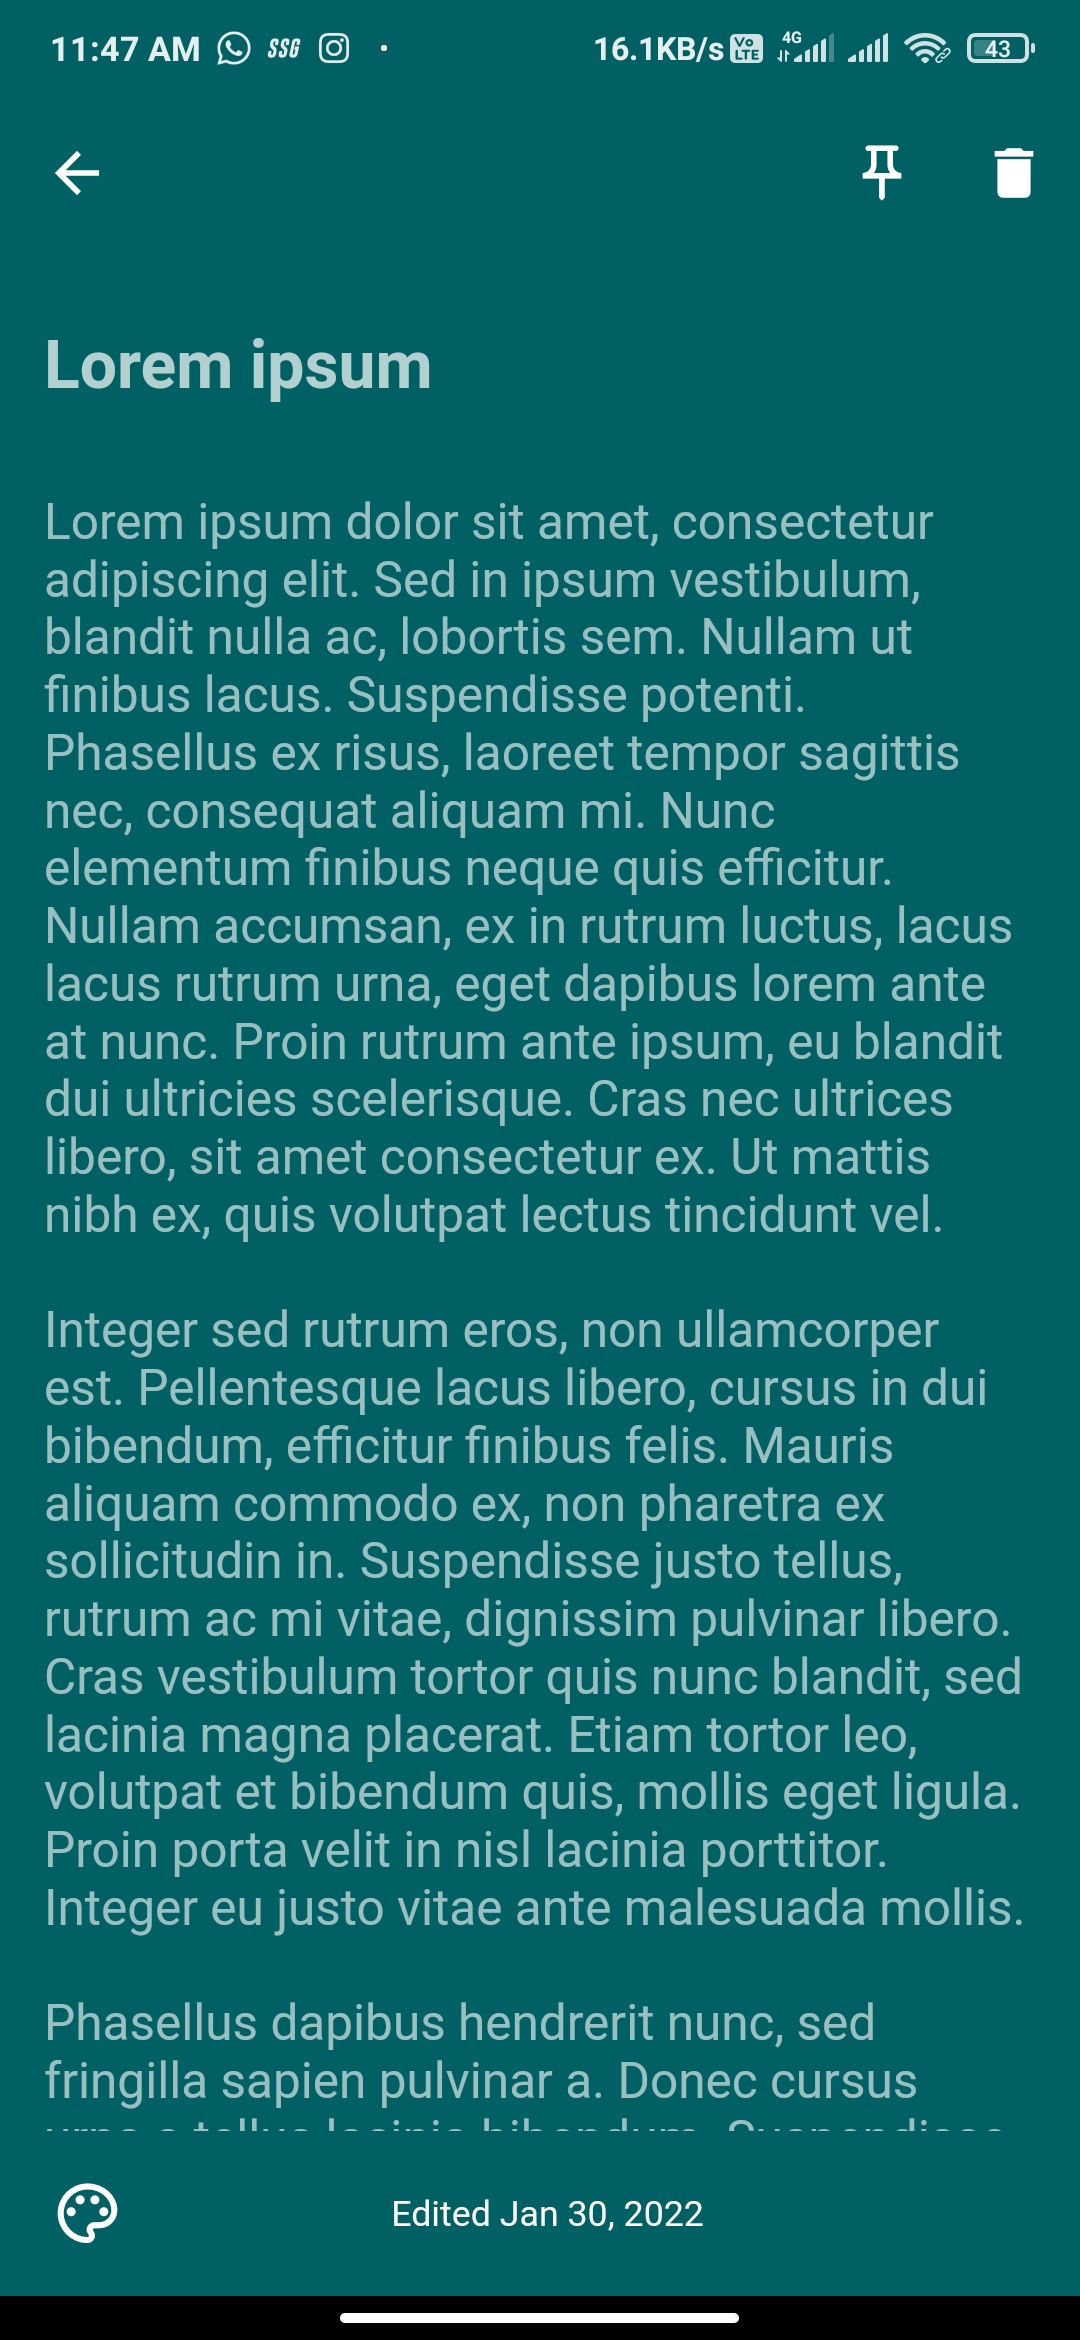 11:47 AM SSG 16.1KB/s Vo LTE 4G 43
Lorem ipsum
Lorem ipsum dolor sit amet, consectetur
adipiscing elit. Sed in ipsum vestibulum,
blandit nulla ac, lobortis sem. Nullam ut
finibus lacus. Suspendisse potenti.
Phasellus ex risus, laoreet tempor sagittis
nec, consequat aliquam mi. Nunc
elementum finibus neque quis efficitur.
Nullam accumsan, ex in rutrum luctus, lacus
lacus rutrum urna, eget dapibus lorem ante
at nunc. Proin rutrum ante ipsum, eu blandit
dui ultricies scelerisque. Cras nec ultrices
libero, sit amet consectetur ex. Ut mattis
nibh ex, quis volutpat lectus tincidunt vel.
Integer sed rutrum eros, non ullamcorper
est. Pellentesque lacus libero, cursus in dui
bibendum, efficitur finibus felis. Mauris
aliquam commodo ex, non pharetra ex
sollicitudin in. Suspendisse justo tellus,
rutrum ac mi vitae, dignissim pulvinar libero.
Cras vestibulum tortor quis nunc blandit, sed
lacinia magna placerat. Etiam tortor leo,
volutpat et bibendum quis, mollis eget ligula.
Proin porta velit in nisl lacinia porttitor.
Integer eu justo vitae ante malesuada mollis.
Phasellus dapibus hendrerit nunc, sed
fringilla sapien pulvinar a. Donec cursus
Edited Jan 30, 2022